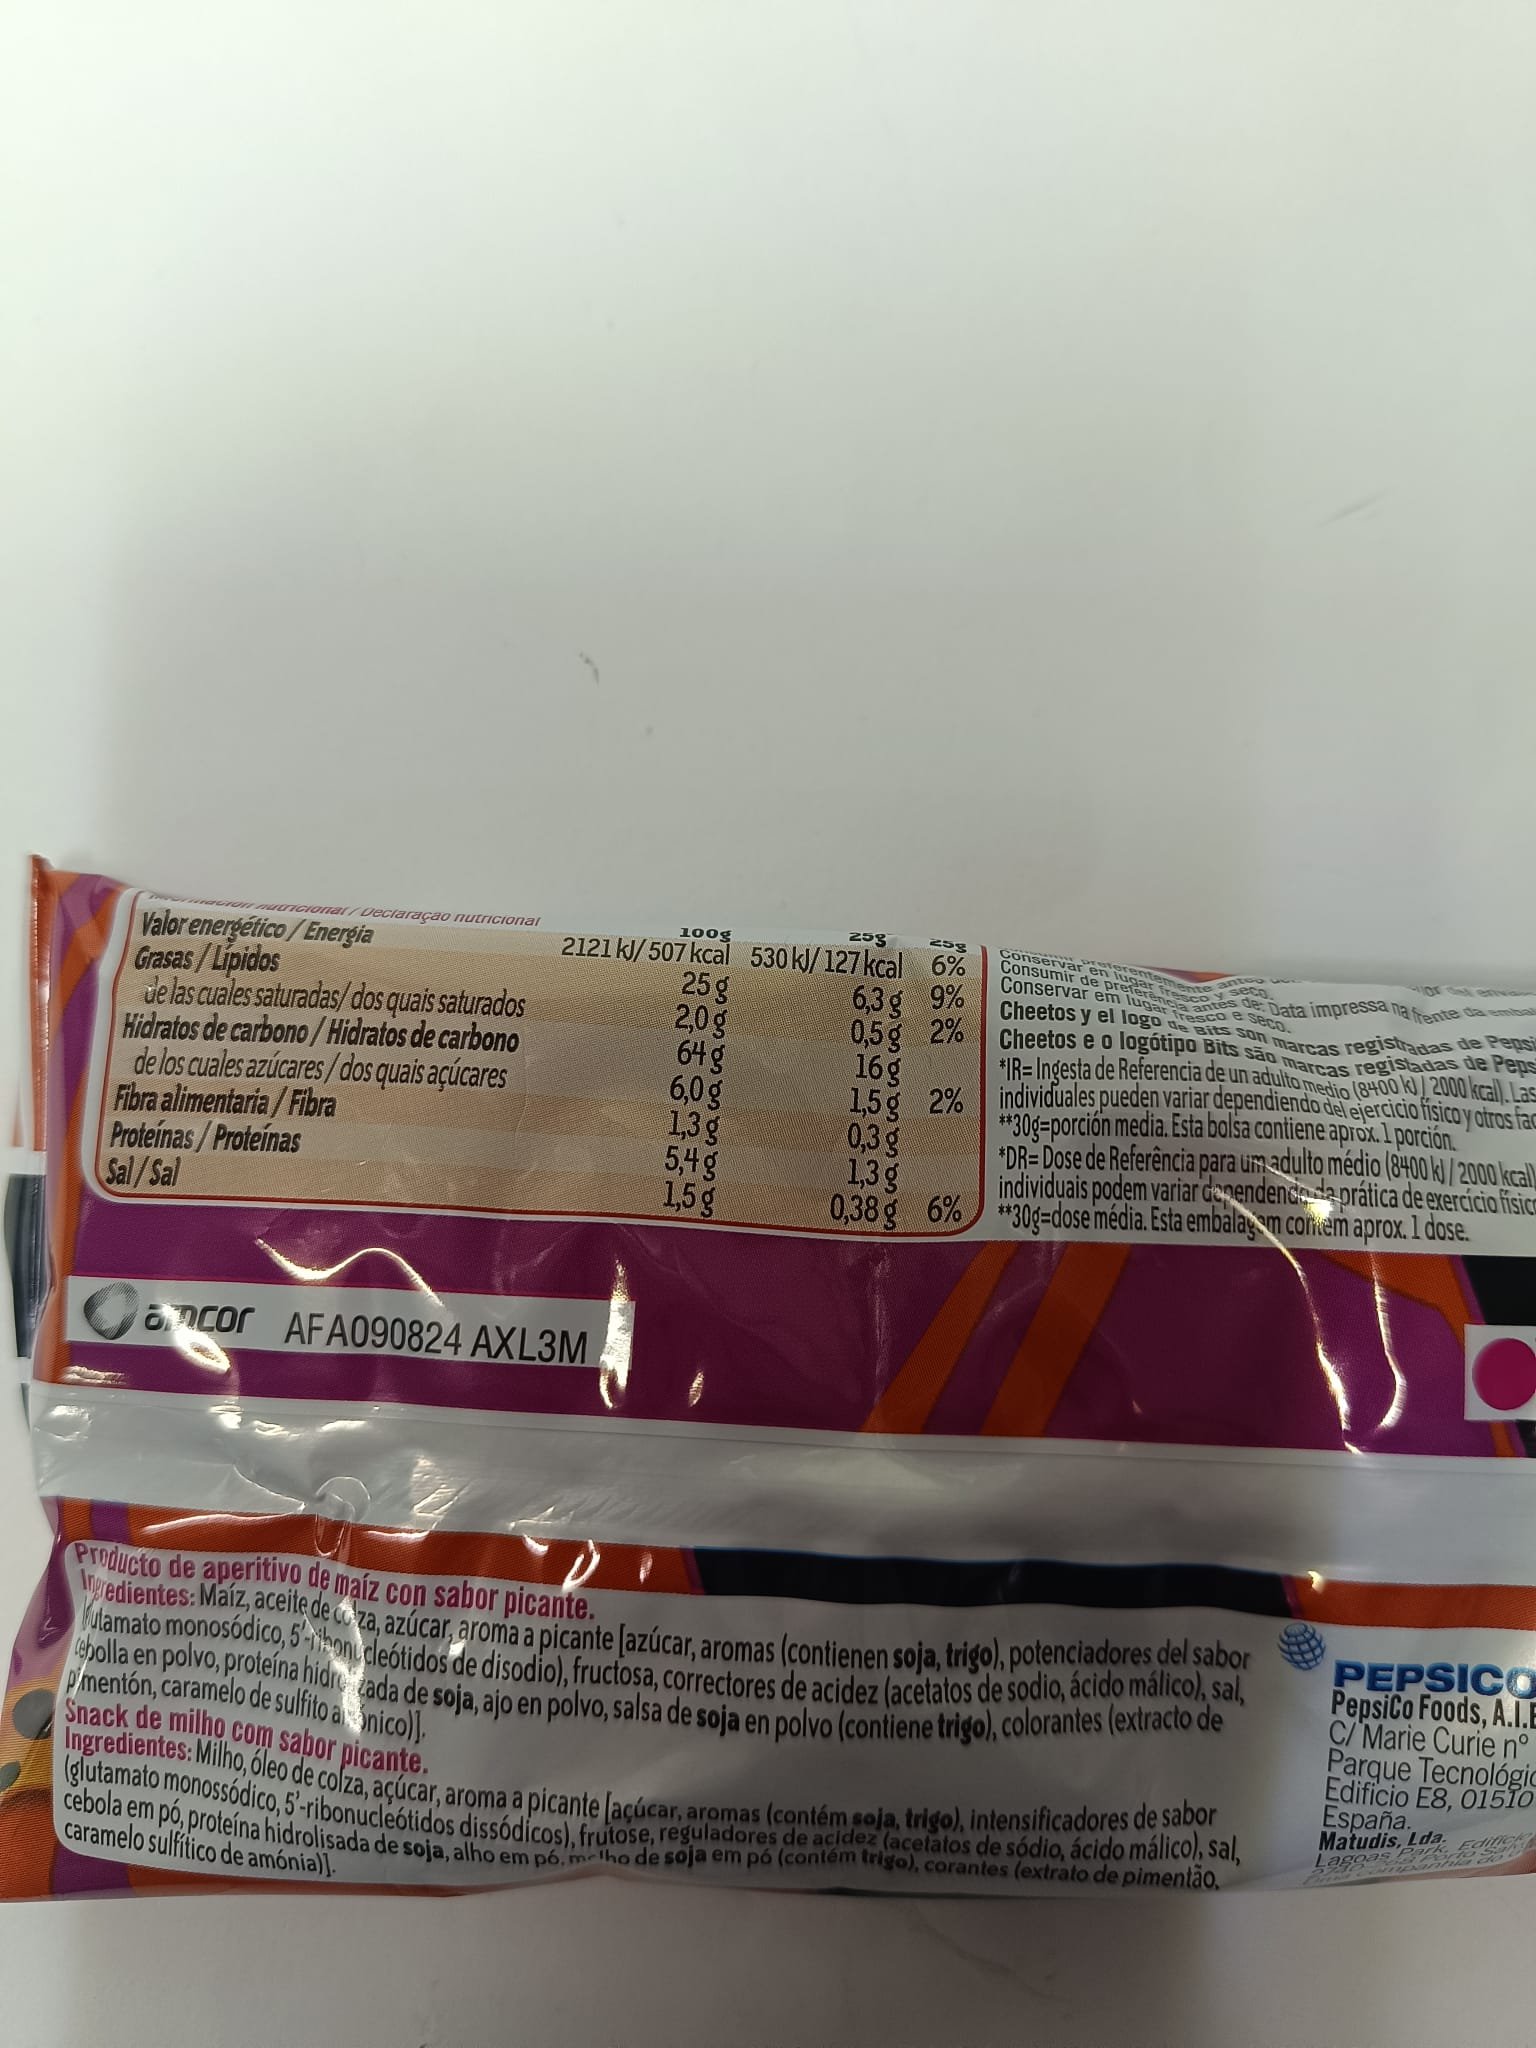 nutricional / Declaração nutricional
100g 25g 25g
Valor energético / Energia 2121 kJ/ 507 kcal 530 kJ/ 127 kcal 6%
Grasas / Lípidos 25 g 6,3 g 9%
de las cuales saturadas/ dos quais saturados 2,0 g 0,5 g 2%
Hidratos de carbono / Hidratos de carbono 64 g 16 g
de los cuales azúcares / dos quais açúcares 6,0 g 1,5 g 2%
Fibra alimentaria / Fibra 1,3 g 0,3 g
Proteínas / Proteínas 5,4 g 1,3 g
Sal / Sal 1,5 g 0,38 g 6%
Conservar en lugar fresco y seco.
Consumir de preferência antes de: Data impressa na frente da
Conservar em lugar fresco e seco.
Cheetos y el logo de Bits son marcas registradas de
Cheetos e o logótipo Bits são marcas registadas de
*IR= Ingesta de Referencia de un adulto medio (8400 kJ / 2000 kcal). Las
individuales pueden variar dependiendo del ejercicio físico y otros
**30g=porción media. Esta bolsa contiene aprox. 1 porción.
*DR= Dose de Referência para um adulto médio (8400 kJ / 2000 kcal)
individuais podem variar dependendo da prática de exercício
**30g=dose média. Esta embalagem contém aprox. 1 dose.
amcor AFA090824 AXL3M
Producto de aperitivo de maíz con sabor picante.
Ingredientes: Maíz, aceite de colza, azúcar, aroma a picante [azúcar, aromas (contienen soja, trigo), potenciadores del sabor
(glutamato monosódico, 5'-ribonucleótidos de disodio), fructosa, correctores de acidez (acetatos de sodio, ácido málico), sal,
cebolla en polvo, proteína hidrolizada de soja, ajo en polvo, salsa de soja en polvo (contiene trigo), colorantes (extracto de
pimentón, caramelo de sulfito amónico)].
Snack de milho com sabor picante.
Ingredientes: Milho, óleo de colza, açúcar, aroma a picante [açúcar, aromas (contém soja, trigo), intensificadores de sabor
(glutamato monossódico, 5'-ribonucleótidos dissódicos), frutose, reguladores de acidez (acetatos de sódio, ácido málico), sal,
cebola em pó, proteína hidrolisada de soja, alho em pó, molho de soja em pó (contém trigo), corantes (extrato de pimentão,
caramelo sulfítico de amónia)].
PEPSICO
PepsiCo Foods, A.I.E
C/ Marie Curie nº
Parque
Edificio E8, 01510
España.
Matudis, Lda.
Lagoas Park, Edifício